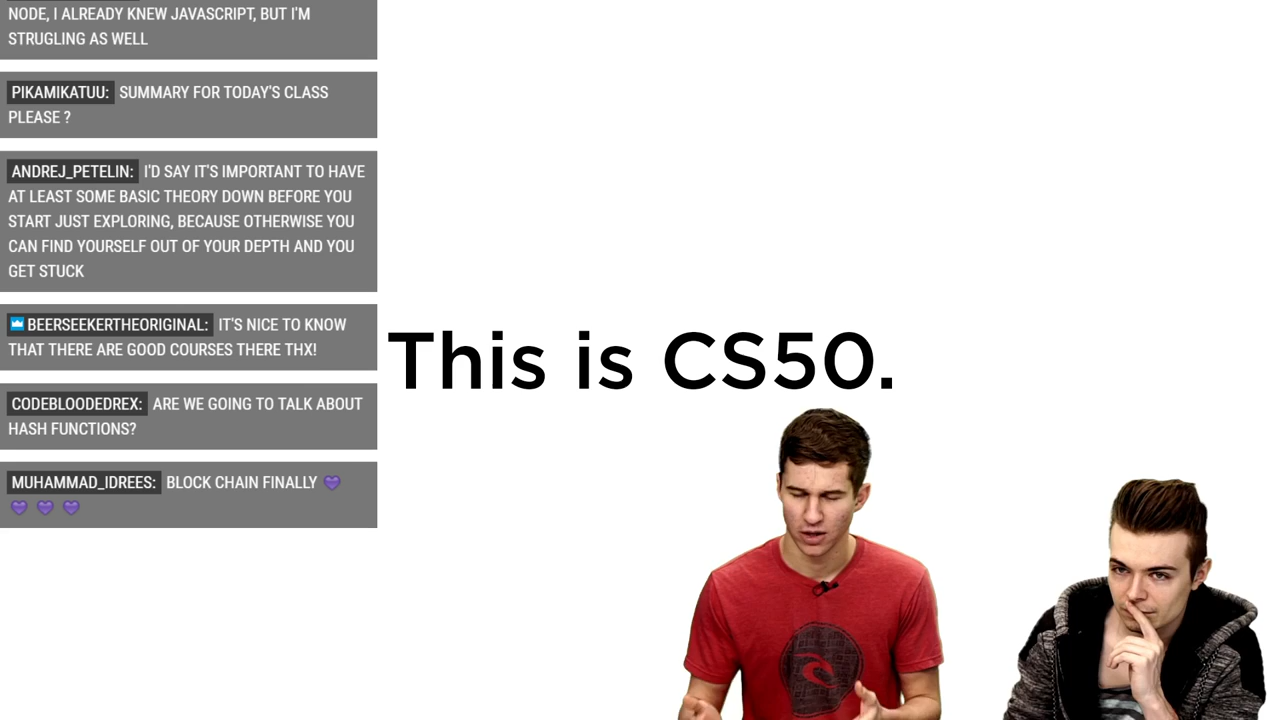 NODE, I ALREADY KNEW JAVASCRIPT, BUT I'M
STRUGLING AS WELL
PIKAMIKATUU: SUMMARY FOR TODAY'S CLASS
PLEASE ?
ANDREJ_PETELIN: I'D SAY IT'S IMPORTANT TO HAVE
AT LEAST SOME BASIC THEORY DOWN BEFORE YOU
START JUST EXPLORING, BECAUSE OTHERWISE YOU
CAN FIND YOURSELF OUT OF YOUR DEPTH AND YOU
GET STUCK
BEERSEEKERTHEORIGINAL: IT'S NICE TO KNOW
THAT THERE ARE GOOD COURSES THERE THX!
CODEBLOODEDREX: ARE WE GOING TO TALK ABOUT
HASH FUNCTIONS?
MUHAMMAD_IDREES: BLOCK CHAIN FINALLY 💜
💜 💜 💜
This is CS50.